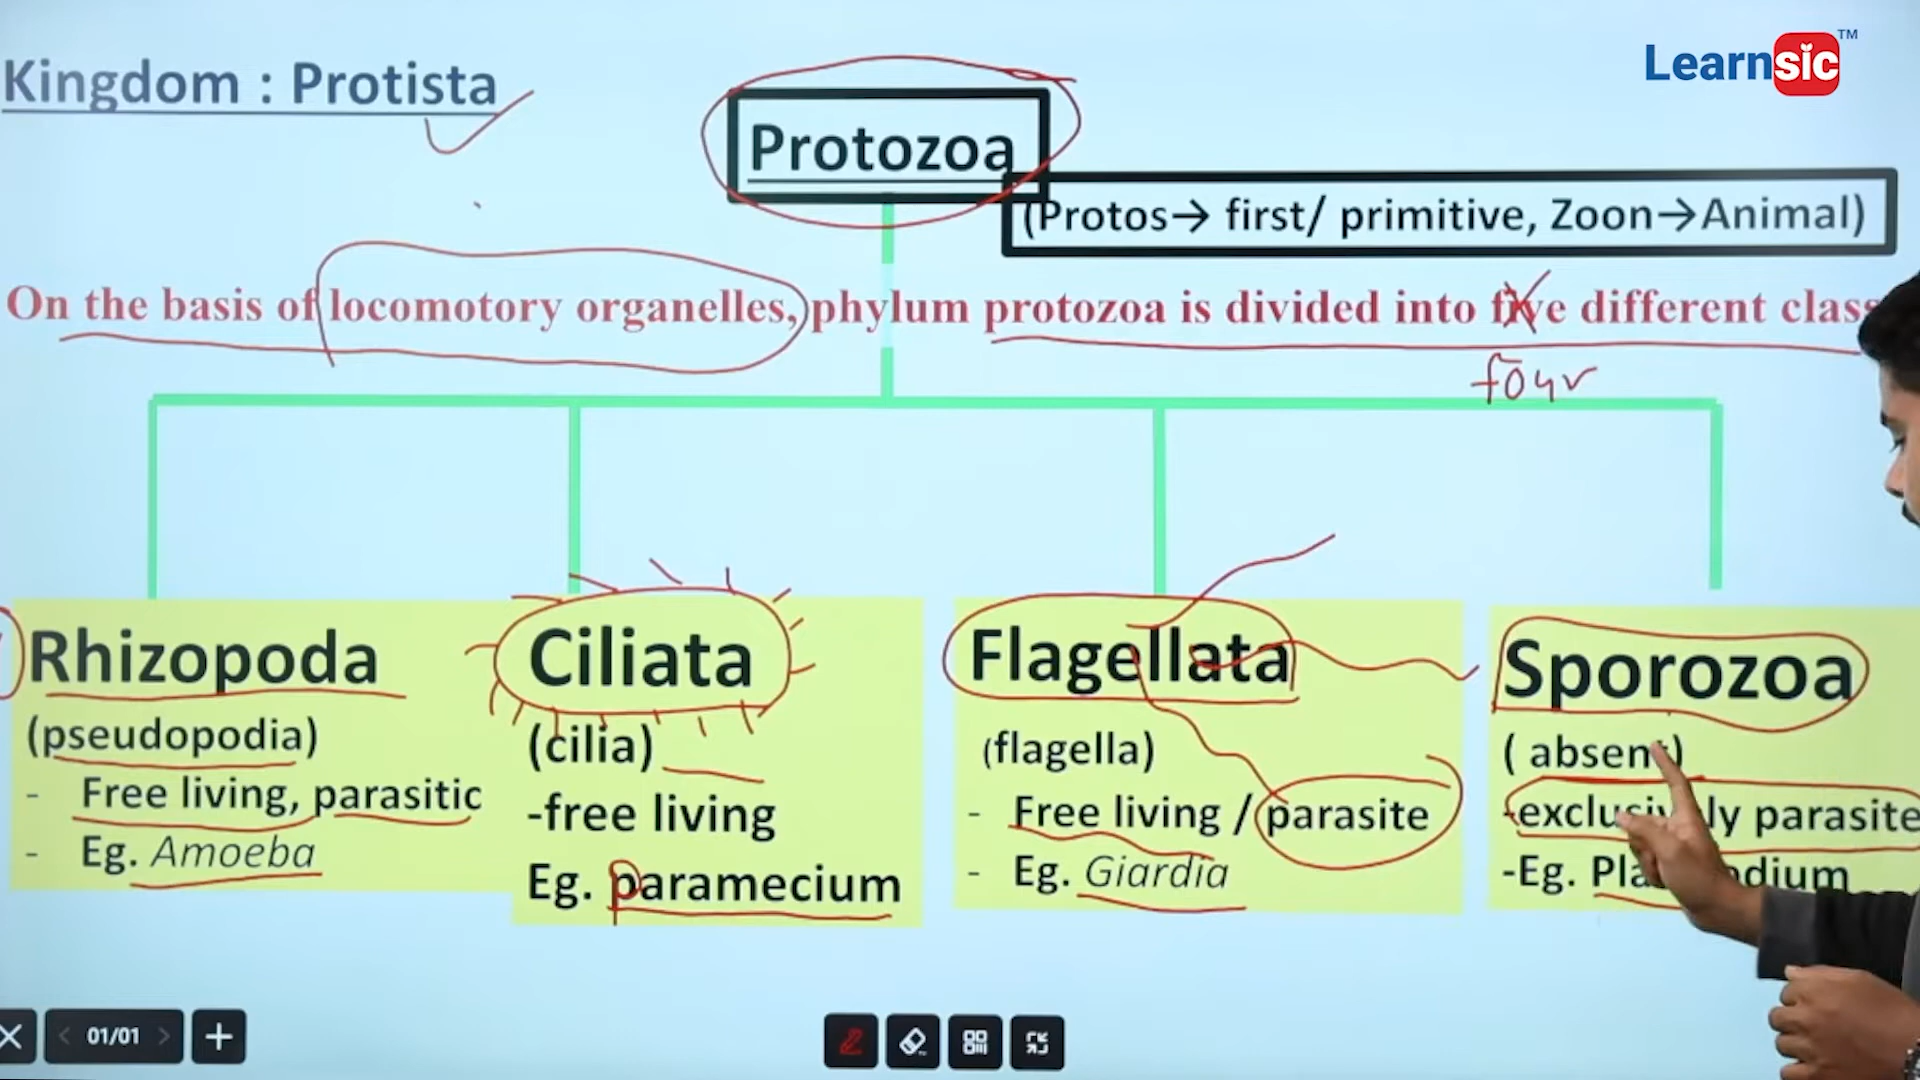 Learnsic™
Kingdom : Protista
Protozoa
(Protos→ first/ primitive, Zoon→Animal)
On the basis of locomotory organelles, phylum protozoa is divided into five different class
four
Rhizopoda
(pseudopodia)
- Free living, parasitic
- Eg. Amoeba
Ciliata
(cilia)
-free living
Eg. paramecium
Flagellata
(flagella)
- Free living / parasite
- Eg. Giardia
Sporozoa
( absent)
-exclusively parasite
-Eg.
01/01